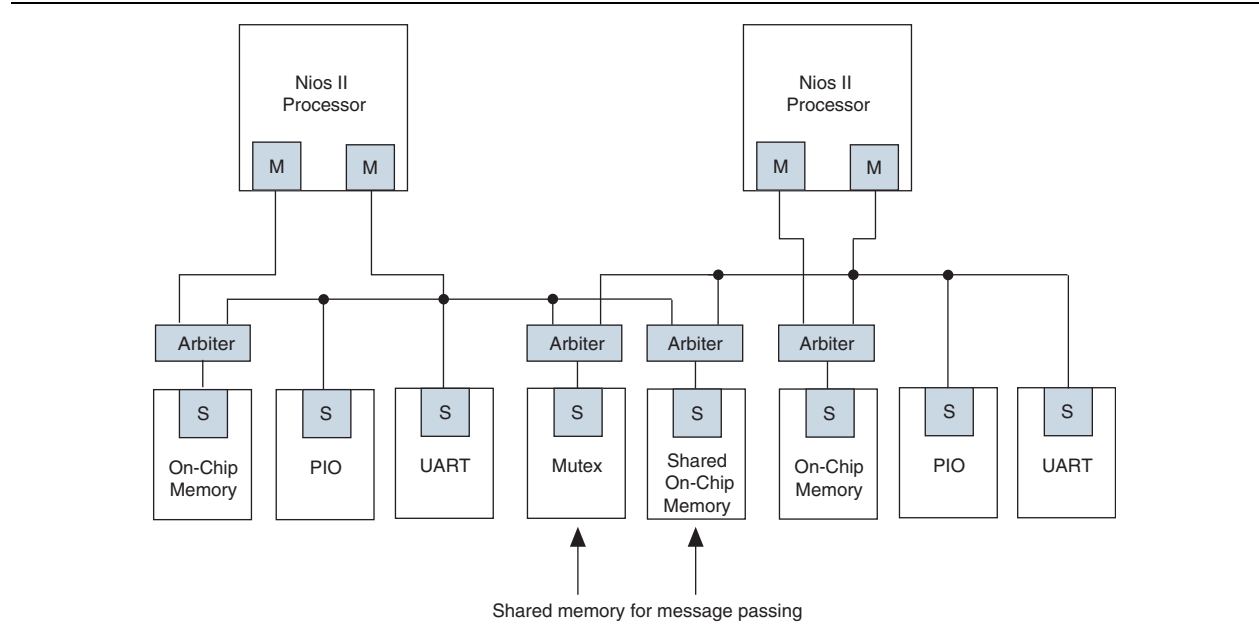 Nios II
Processor
Nios II
Processor
M
M
M
M
Arbiter
Arbiter
Arbiter
Arbiter
S
S
S
S
S
S
S
S
On-Chip
Memory
PIO
UART
Mutex
Shared
On-Chip
Memory
On-Chip
Memory
PIO
UART
Shared memory for message passing